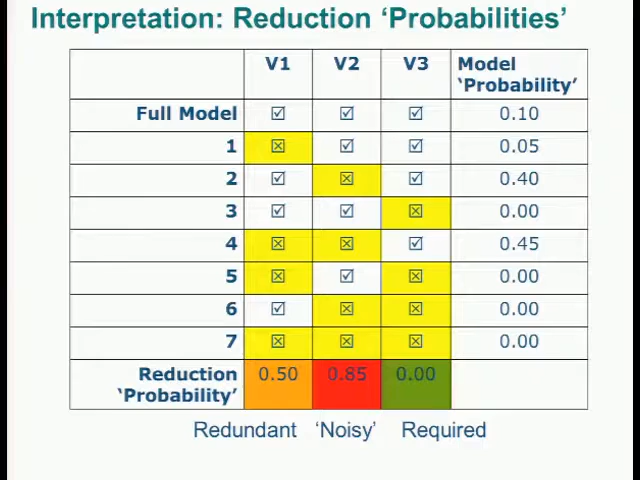 Interpretation: Reduction ‘Probabilities’
V1 V2 V3 Model ‘Probability’
Full Model ☑ ☑ ☑ 0.10
1 ☒ ☑ ☑ 0.05
2 ☑ ☒ ☑ 0.40
3 ☑ ☑ ☒ 0.00
4 ☒ ☒ ☑ 0.45
5 ☒ ☑ ☒ 0.00
6 ☑ ☒ ☒ 0.00
7 ☒ ☒ ☒ 0.00
Reduction ‘Probability’ 0.50 0.85 0.00
Redundant ‘Noisy’ Required